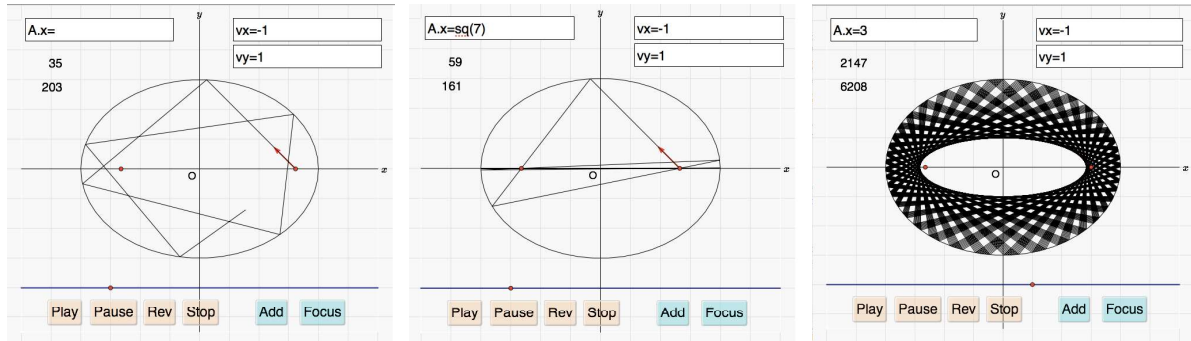 y
A.x=
vx=-1
vy=1
35
203
x
O
Play Pause Rev Stop Add Focus
y
A.x=sq(7)
vx=-1
vy=1
59
161
x
O
Play Pause Rev Stop Add Focus
y
A.x=3
vx=-1
vy=1
2147
6208
x
O
Play Pause Rev Stop Add Focus